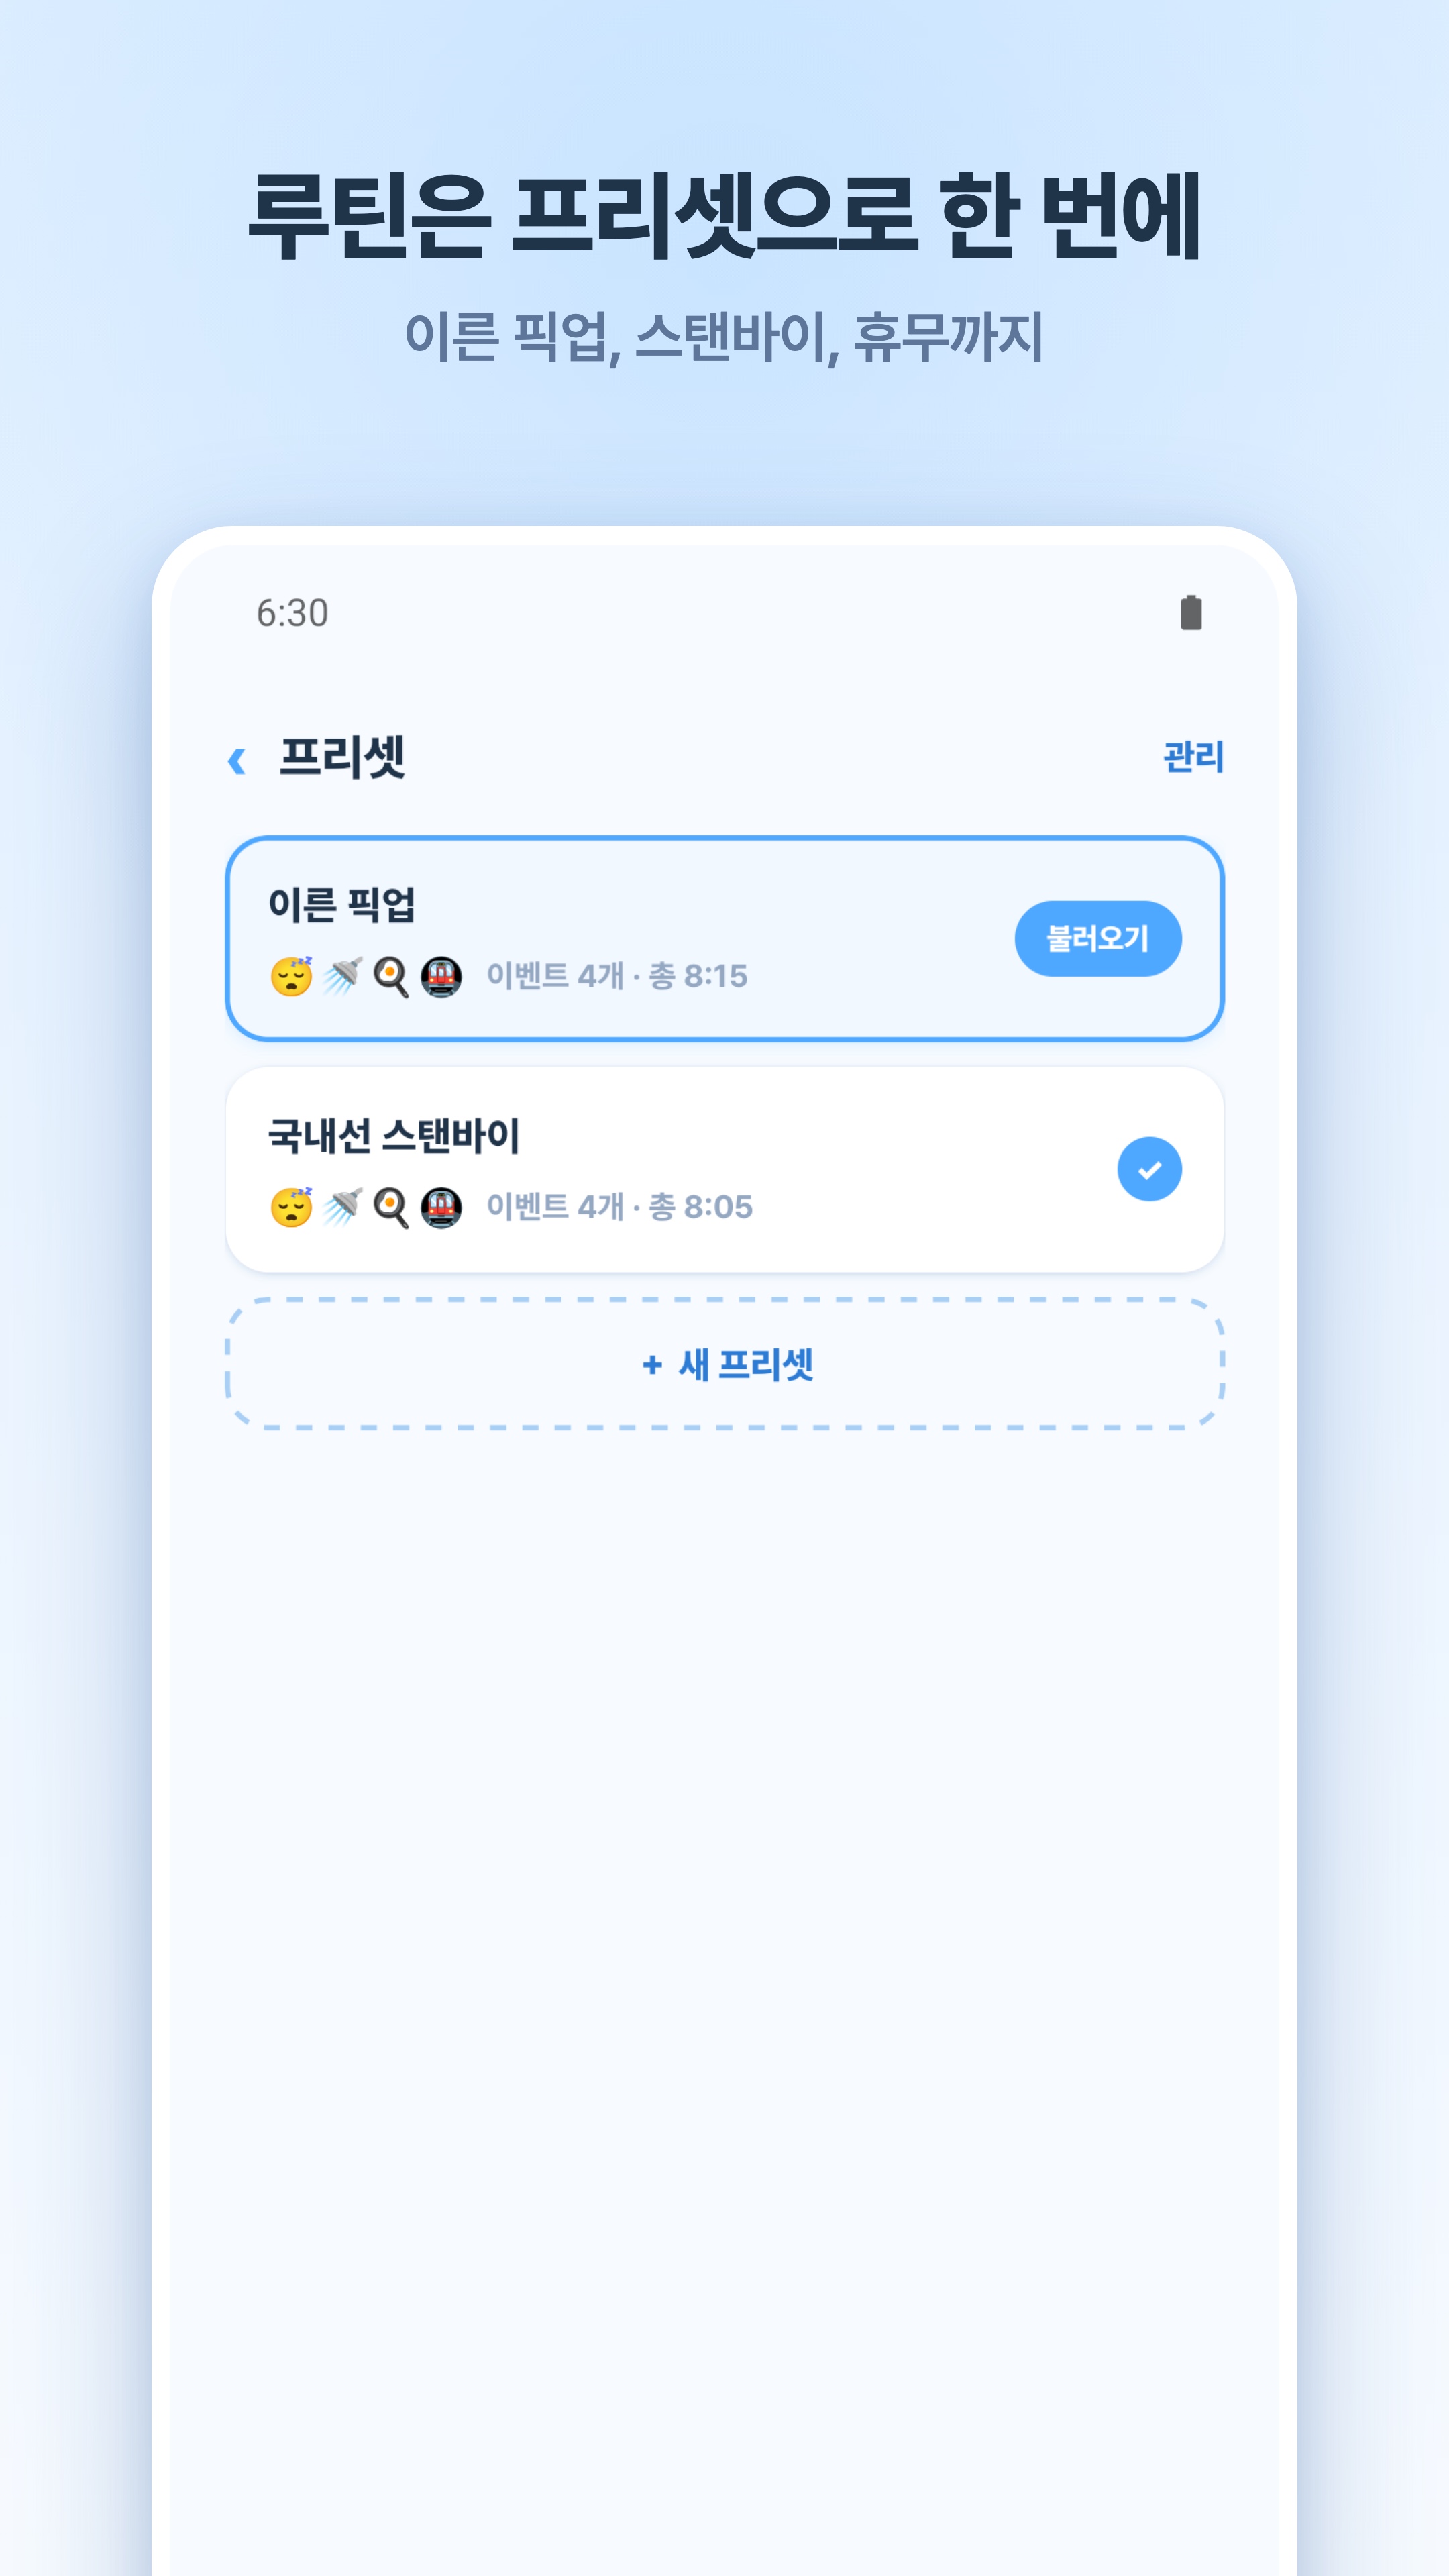 루틴은 프리셋으로 한 번에
이른 픽업, 스탠바이, 휴무까지
6:30
‹ 프리셋
관리
이른 픽업
이벤트 4개 · 총 8:15
불러오기
국내선 스탠바이
이벤트 4개 · 총 8:05
+ 새 프리셋